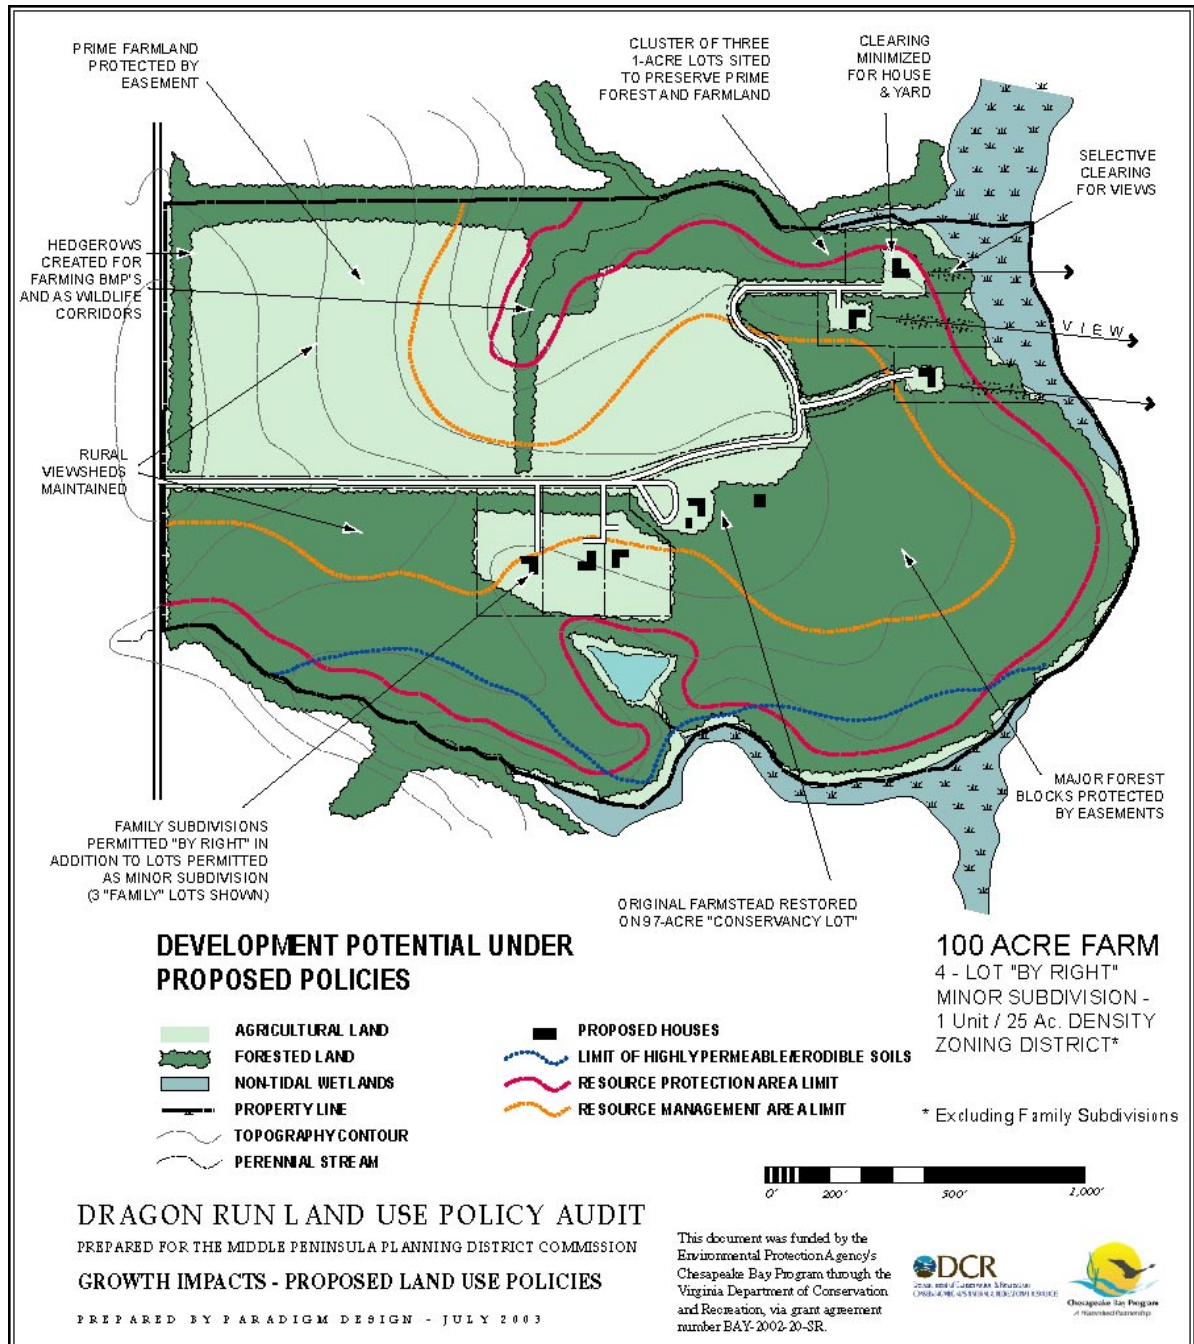 PRIME FARMLAND
PROTECTED BY
EASEMENT
CLUSTER OF THREE
1-ACRE LOTS SITED
TO PRESERVE PRIME
FOREST AND FARMLAND
CLEARING
MINIMIZED
FOR HOUSE
& YARD
SELECTIVE
CLEARING
FOR VIEWS
HEDGEROWS
CREATED FOR
FARMING BMP'S
AND AS WILDLIFE
CORRIDORS
VIEW
RURAL
VIEWSHEDS
MAINTAINED
MAJOR FOREST
BLOCKS PROTECTED
BY EASEMENTS
FAMILY SUBDIVISIONS
PERMITTED "BY RIGHT" IN
ADDITION TO LOTS PERMITTED
AS MINOR SUBDIVISION
(3 "FAMILY" LOTS SHOWN)
ORIGINAL FARMSTEAD RESTORED
ON 97-ACRE "CONSERVANCY LOT"
DEVELOPMENT POTENTIAL UNDER
PROPOSED POLICIES
100 ACRE FARM
4 - LOT "BY RIGHT"
MINOR SUBDIVISION -
1 Unit / 25 Ac. DENSITY
ZONING DISTRICT*
AGRICULTURAL LAND
FORESTED LAND
NON-TIDAL WETLANDS
PROPERTY LINE
TOPOGRAPHY CONTOUR
PERENNIAL STREAM
PROPOSED HOUSES
LIMIT OF HIGHLY PERMEABLE/ERODIBLE SOILS
RESOURCE PROTECTION AREA LIMIT
RESOURCE MANAGEMENT AREA LIMIT
* Excluding Family Subdivisions
0' 200' 500' 1,000'
DRAGON RUN LAND USE POLICY AUDIT
PREPARED FOR THE MIDDLE PENINSULA PLANNING DISTRICT COMMISSION
GROWTH IMPACTS - PROPOSED LAND USE POLICIES
PREPARED BY PARADIGM DESIGN - JULY 2003
This document was funded by the
Environmental Protection Agency's
Chesapeake Bay Program through the
Virginia Department of Conservation
and Recreation, via grant agreement
number BAY-2002-20-SR.
DCR
Department of Conservation & Recreation
Chesapeake Bay Program
A Watershed Partnership